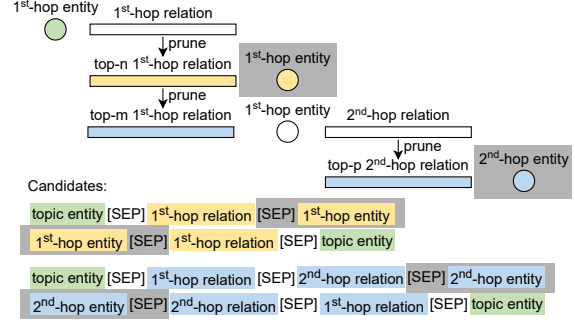 1st-hop entity
1st-hop relation
prune
top-n 1st-hop relation
1st-hop entity
prune
top-m 1st-hop relation
1st-hop entity
2nd-hop relation
prune
top-p 2nd-hop relation
2nd-hop entity
Candidates:
topic entity [SEP] 1st-hop relation [SEP] 1st-hop entity
1st-hop entity [SEP] 1st-hop relation [SEP] topic entity
topic entity [SEP] 1st-hop relation [SEP] 2nd-hop relation [SEP] 2nd-hop entity
2nd-hop entity [SEP] 2nd-hop relation [SEP] 1st-hop relation [SEP] topic entity